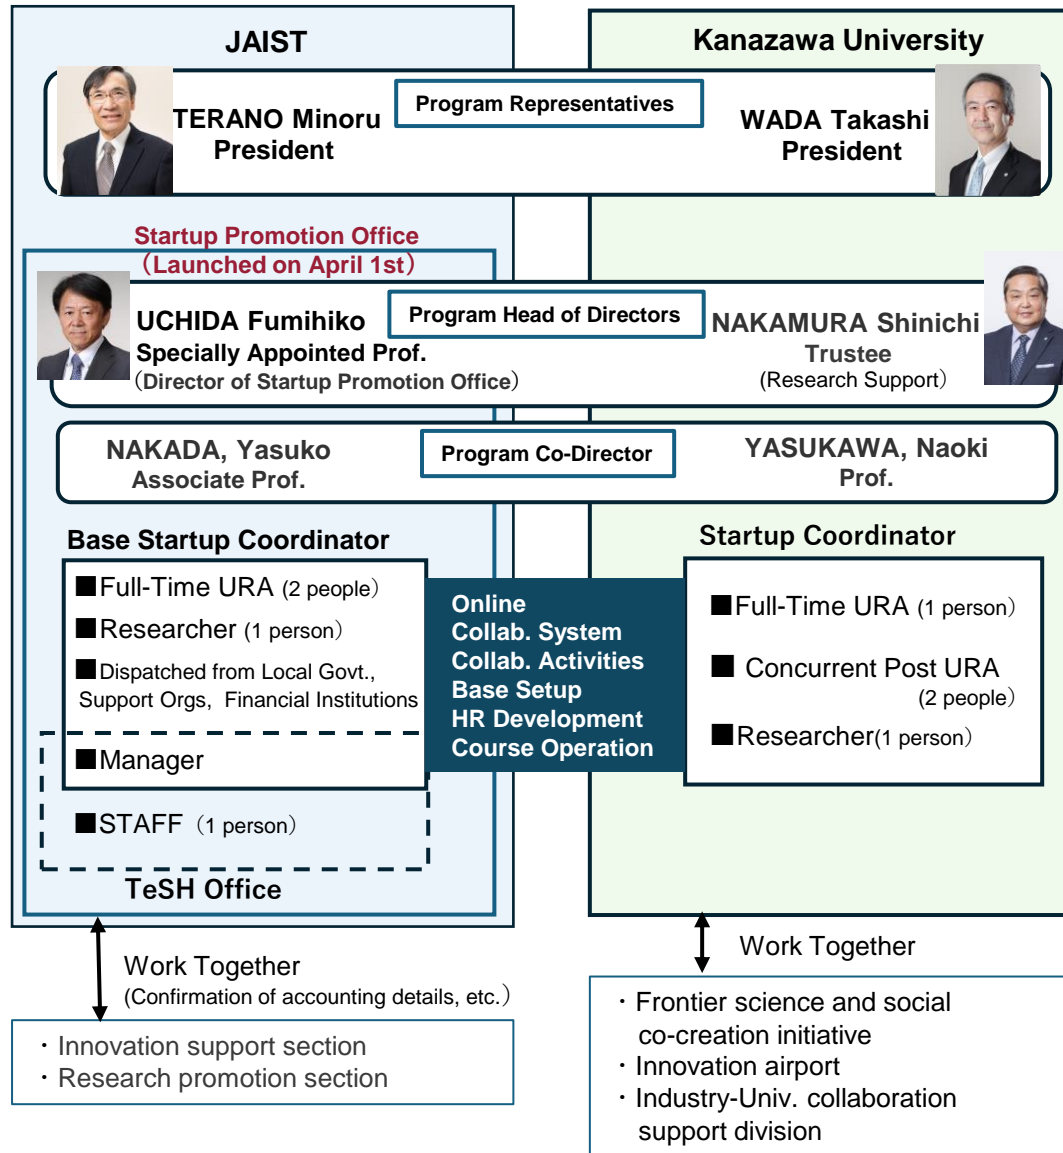 JAIST
Kanazawa University
Program Representatives
TERANO Minoru
President
WADA Takashi
President
Startup Promotion Office
（Launched on April 1st）
Program Head of Directors
UCHIDA Fumihiko
Specially Appointed Prof.
（Director of Startup Promotion Office）
NAKAMURA Shinichi
Trustee
(Research Support）
NAKADA, Yasuko
Associate Prof.
Program Co-Director
YASUKAWA, Naoki
Prof.
Base Startup Coordinator
■Full-Time URA (2 people）
■Researcher (1 person）
■Dispatched from Local Govt.,
Support Orgs, Financial Institutions
■Manager
■STAFF（1 person）
TeSH Office
Online
Collab. System
Collab. Activities
Base Setup
HR Development
Course Operation
Startup Coordinator
■Full-Time URA (1 person）
■ Concurrent Post URA
(2 people）
■Researcher(1 person）
Work Together
(Confirmation of accounting details, etc.）
・Innovation support section
・Research promotion section
Work Together
・Frontier science and social
co-creation initiative
・Innovation airport
・Industry-Univ. collaboration
support division